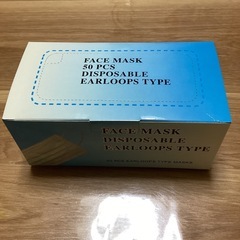 FACE MASK
50 PCS
DISPOSABLE
EARLOOPS TYPE
FACE MASK
DISPOSABLE
EARLOOPS TYPE